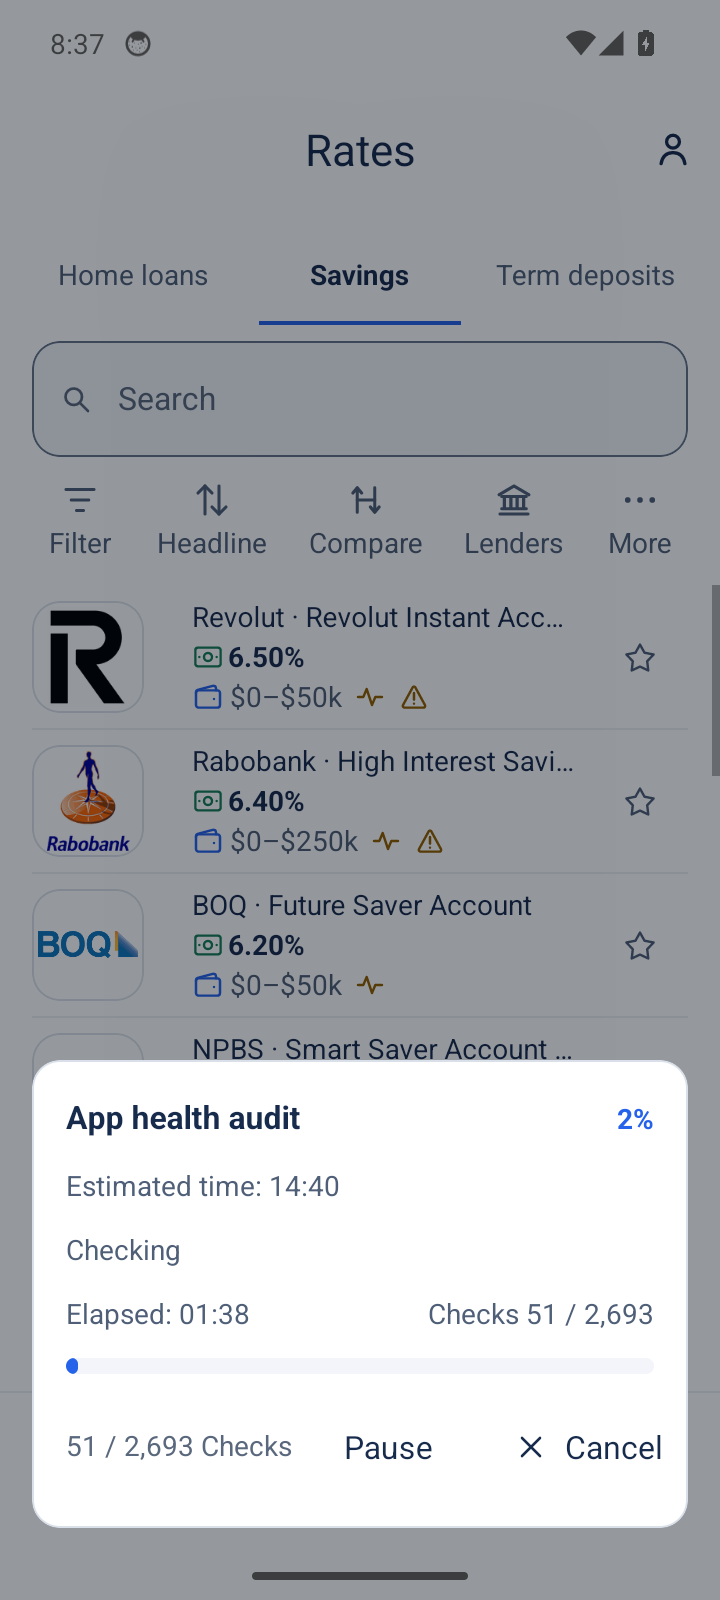 8:37
Rates
Home loans Savings Term deposits
Search
Filter Headline Compare Lenders More
Revolut · Revolut Instant Acc...
6.50%
$0–$50k
Rabobank
Rabobank · High Interest Savi...
6.40%
$0–$250k
BOQ
BOQ · Future Saver Account
6.20%
$0–$50k
NPBS · Smart Saver Account ...
App health audit 2%
Estimated time: 14:40
Checking
Elapsed: 01:38 Checks 51 / 2,693
51 / 2,693 Checks Pause Cancel